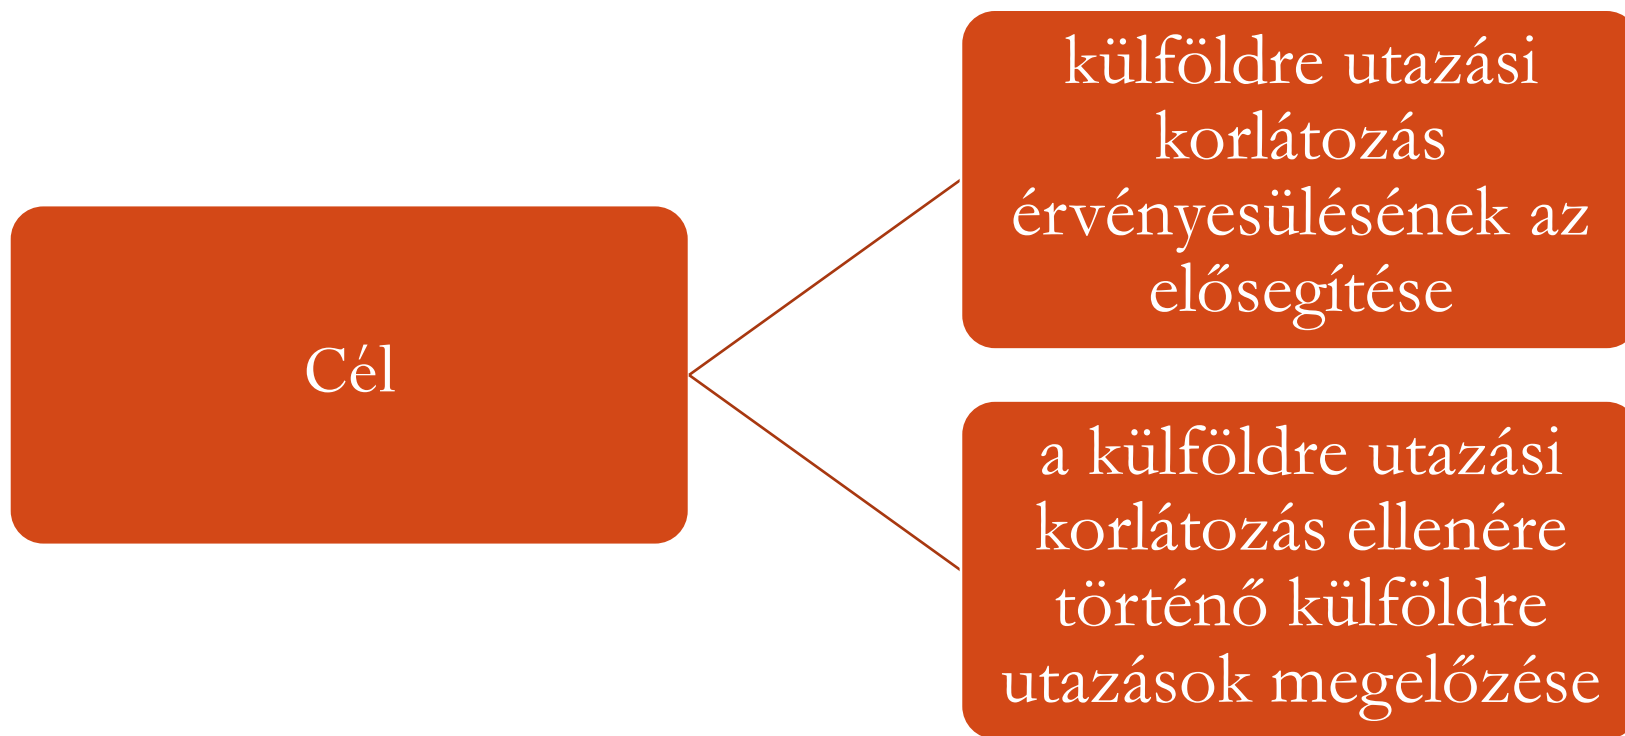 Cél
külföldre utazási
korlátozás
érvényesülésének az
elősegítése
a külföldre utazási
korlátozás ellenére
történő külföldre
utazások megelőzése